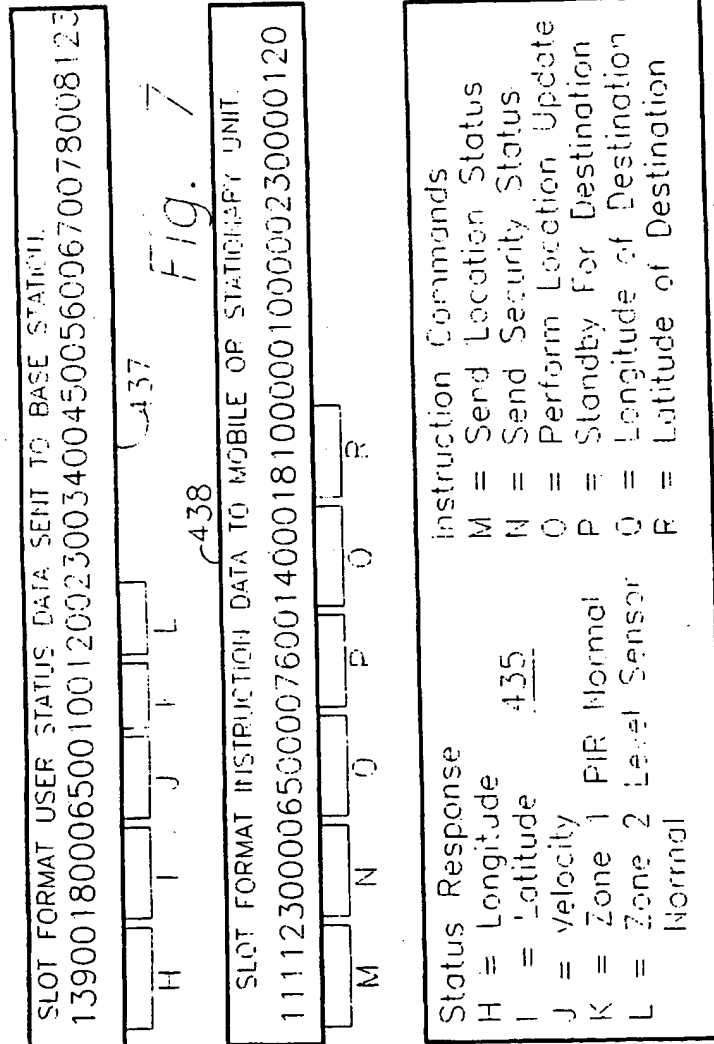 SLOT FORMAT USER STATUS DATA SENT TO BASE STATION.
1390018000650010012002300340045005600670078008123
H I J K L
437
Fig. 7
438
SLOT FORMAT INSTRUCTION DATA TO MOBILE OR STATIONARY UNIT.
1111230000650000760014000181000001000002300000120
M N O P Q R
Status Response
H = Longitude
I = Latitude 435
J = Velocity
K = Zone 1 PIR Normal
L = Zone 2 Level Sensor
Normal
Instruction Commands
M = Send Location Status
N = Send Security Status
O = Perform Location Update
P = Standby For Destination
Q = Longitude of Destination
R = Latitude of Destination